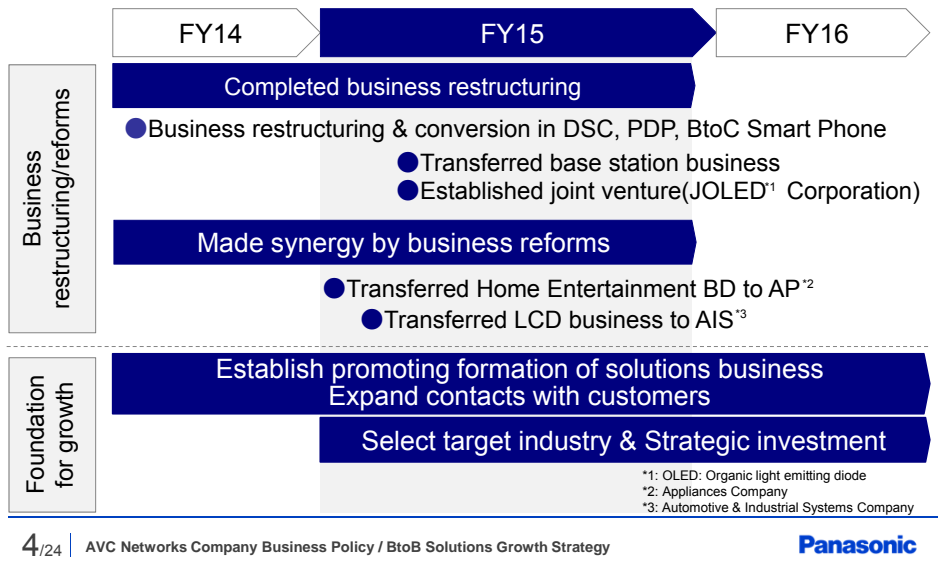 FY14
FY15
FY16
Business
restructuring/reforms
Completed business restructuring
●Business restructuring & conversion in DSC, PDP, BtoC Smart Phone
●Transferred base station business
●Established joint venture(JOLED*1 Corporation)
Made synergy by business reforms
●Transferred Home Entertainment BD to AP*2
●Transferred LCD business to AIS*3
Foundation
for growth
Establish promoting formation of solutions business
Expand contacts with customers
Select target industry & Strategic investment
*1: OLED: Organic light emitting diode
*2: Appliances Company
*3: Automotive & Industrial Systems Company
4/24 AVC Networks Company Business Policy / BtoB Solutions Growth Strategy
Panasonic